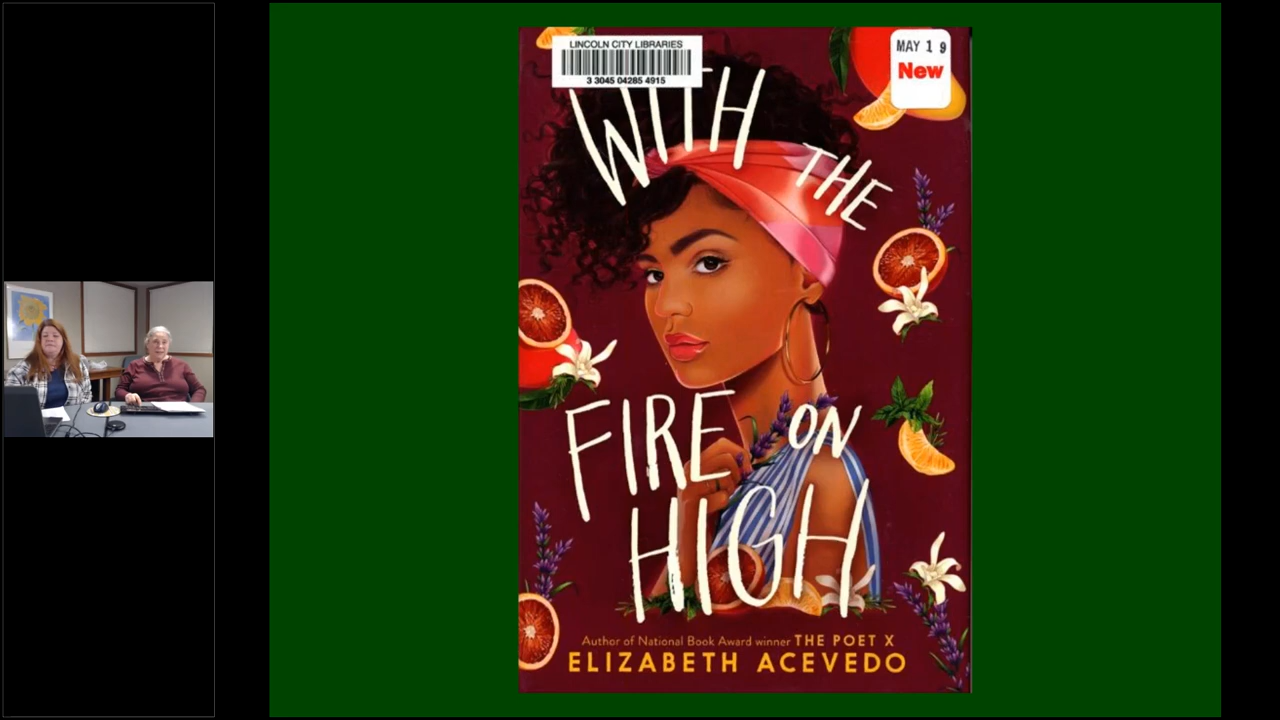 LINCOLN CITY LIBRARIES
3 3045 04285 4915
MAY 1 9
New
WITH
THE
FIRE ON
HIGH
Author of National Book Award winner THE POET X
ELIZABETH ACEVEDO